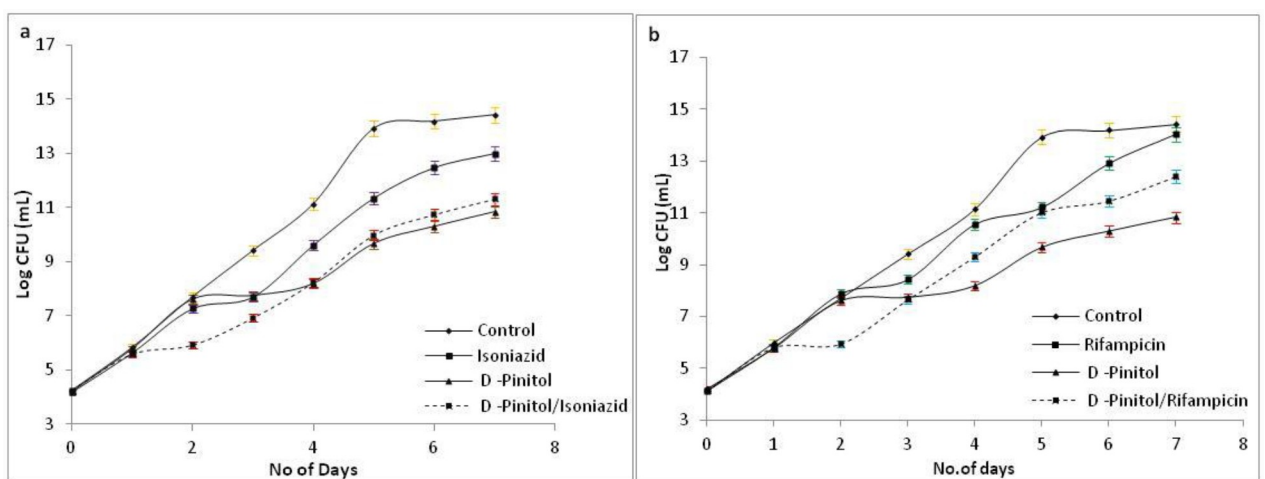 a
17
15
13
11
9
7
5
3
Log CFU (mL)
0
2
4
6
8
No of Days
Control
Isoniazid
D -Pinitol
D -Pinitol/Isoniazid
b
17
15
13
11
9
7
5
3
Log CFU (mL)
0
1
2
3
4
5
6
7
8
No.of days
Control
Rifampicin
D -Pinitol
D -Pinitol/Rifampicin